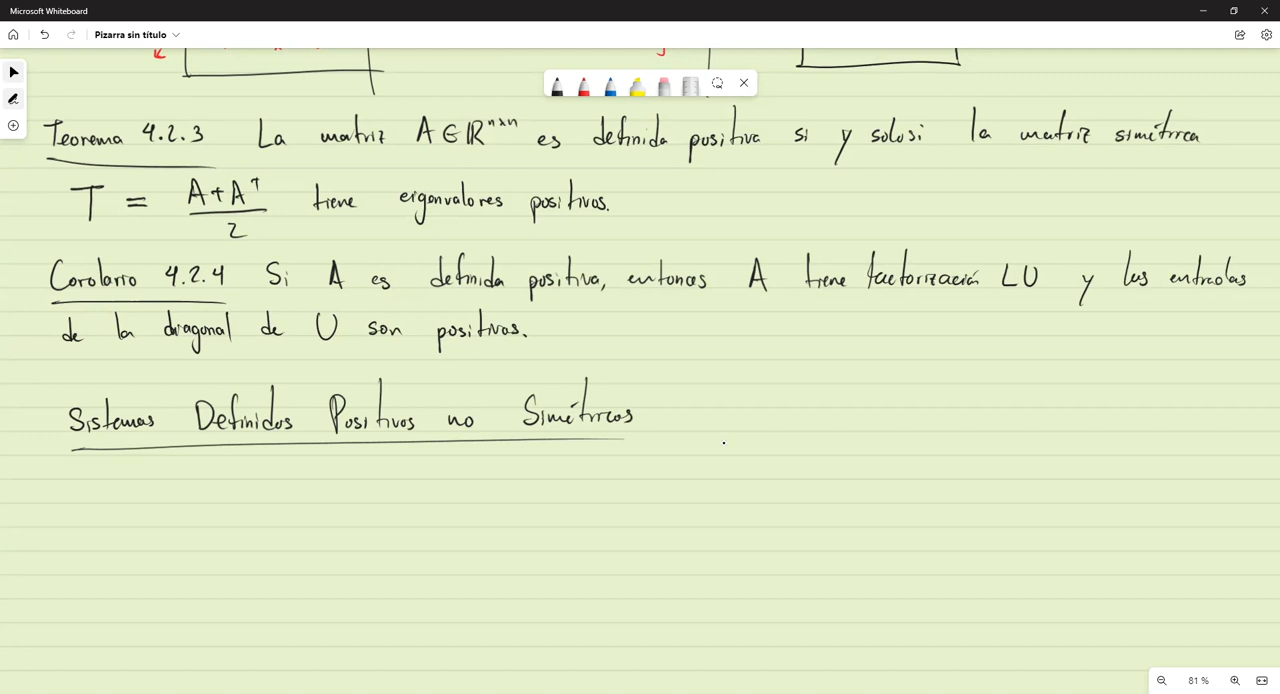 Microsoft Whiteboard
Pizarra sin título
Teorema 4.2.3 La matriz A ∈ ℝⁿˣⁿ es definida positiva si y solo si la matriz simétrica
T = (A + Aᵀ)/2 tiene eigenvalores positivos.
Corolario 4.2.4 Si A es definida positiva, entonces A tiene factorización LU y las entradas
de la diagonal de U son positivas.
Sistemas Definidos Positivos no Simétricos
81 %